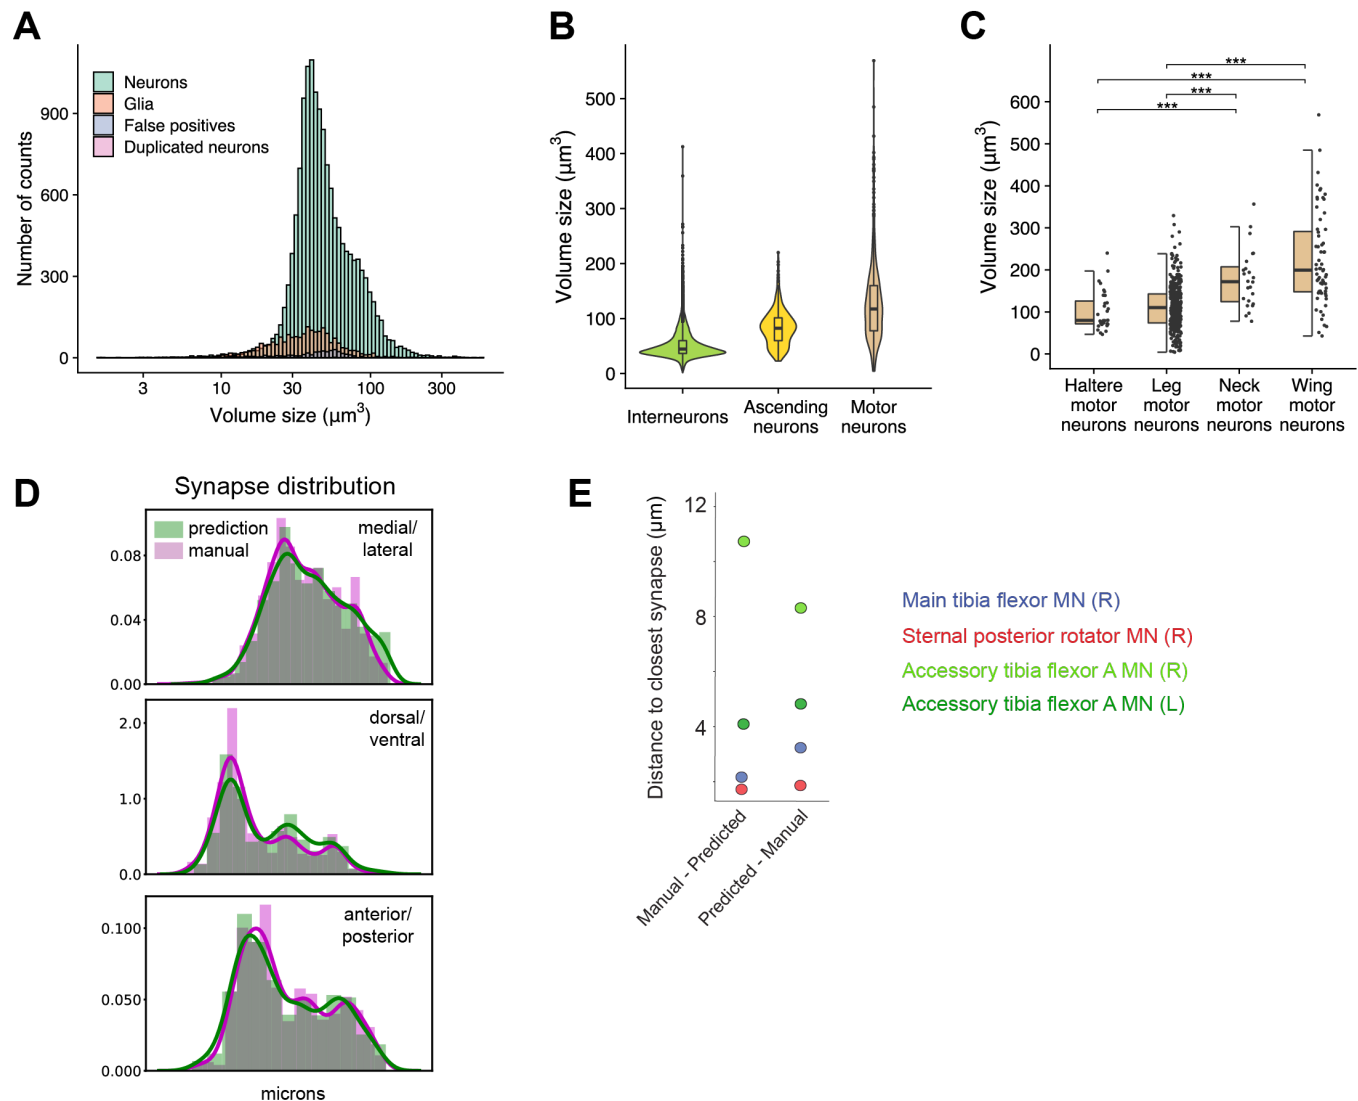 A
Neurons
Glia
False positives
Duplicated neurons
Number of counts
900
600
300
0
3
10
30
100
300
Volume size (µm³)
B
Volume size (µm³)
500
400
300
200
100
0
Interneurons
Ascending
neurons
Motor
neurons
C
Volume size (µm³)
600
500
400
300
200
100
0
***
***
***
***
Haltere
motor
neurons
Leg
motor
neurons
Neck
motor
neurons
Wing
motor
neurons
D
Synapse distribution
prediction
manual
medial/
lateral
0.08
0.04
0.00
dorsal/
ventral
2.0
1.0
0.0
anterior/
posterior
0.100
0.050
0.000
microns
E
Distance to closest synapse (µm)
12
8
4
Manual - Predicted
Predicted - Manual
Main tibia flexor MN (R)
Sternal posterior rotator MN (R)
Accessory tibia flexor A MN (R)
Accessory tibia flexor A MN (L)